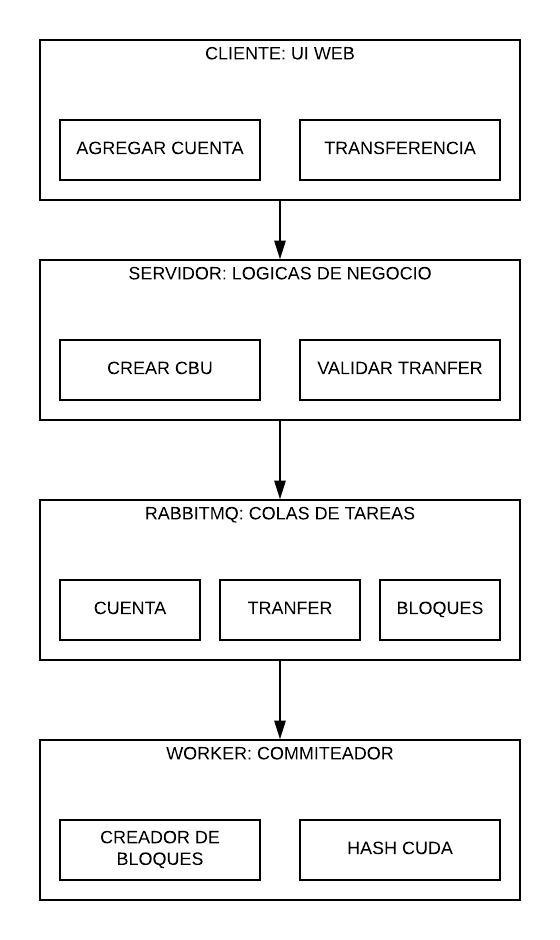 CLIENTE: UI WEB
AGREGAR CUENTA
TRANSFERENCIA
SERVIDOR: LOGICAS DE NEGOCIO
CREAR CBU
VALIDAR TRANFER
RABBITMQ: COLAS DE TAREAS
CUENTA
TRANFER
BLOQUES
WORKER: COMMITEADOR
CREADOR DE
BLOQUES
HASH CUDA